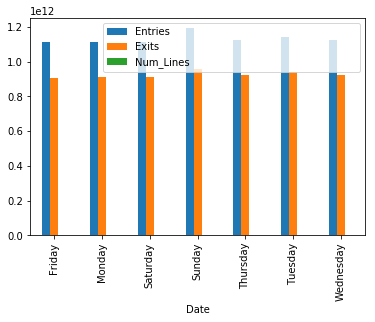 1e12
1.2
1.0
0.8
0.6
0.4
0.2
0.0
Entries
Exits
Num_Lines
Friday
Monday
Saturday
Sunday
Thursday
Tuesday
Wednesday
Date